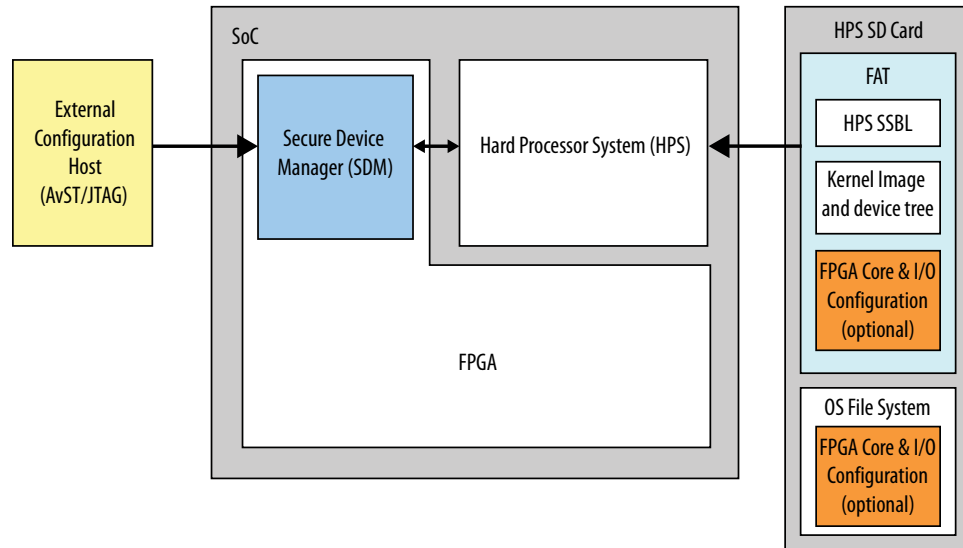 SoC
External
Configuration
Host
(AvST/JTAG)
Secure Device
Manager (SDM)
Hard Processor System (HPS)
FPGA
HPS SD Card
FAT
HPS SSBL
Kernel Image
and device tree
FPGA Core & I/O
Configuration
(optional)
OS File System
FPGA Core & I/O
Configuration
(optional)